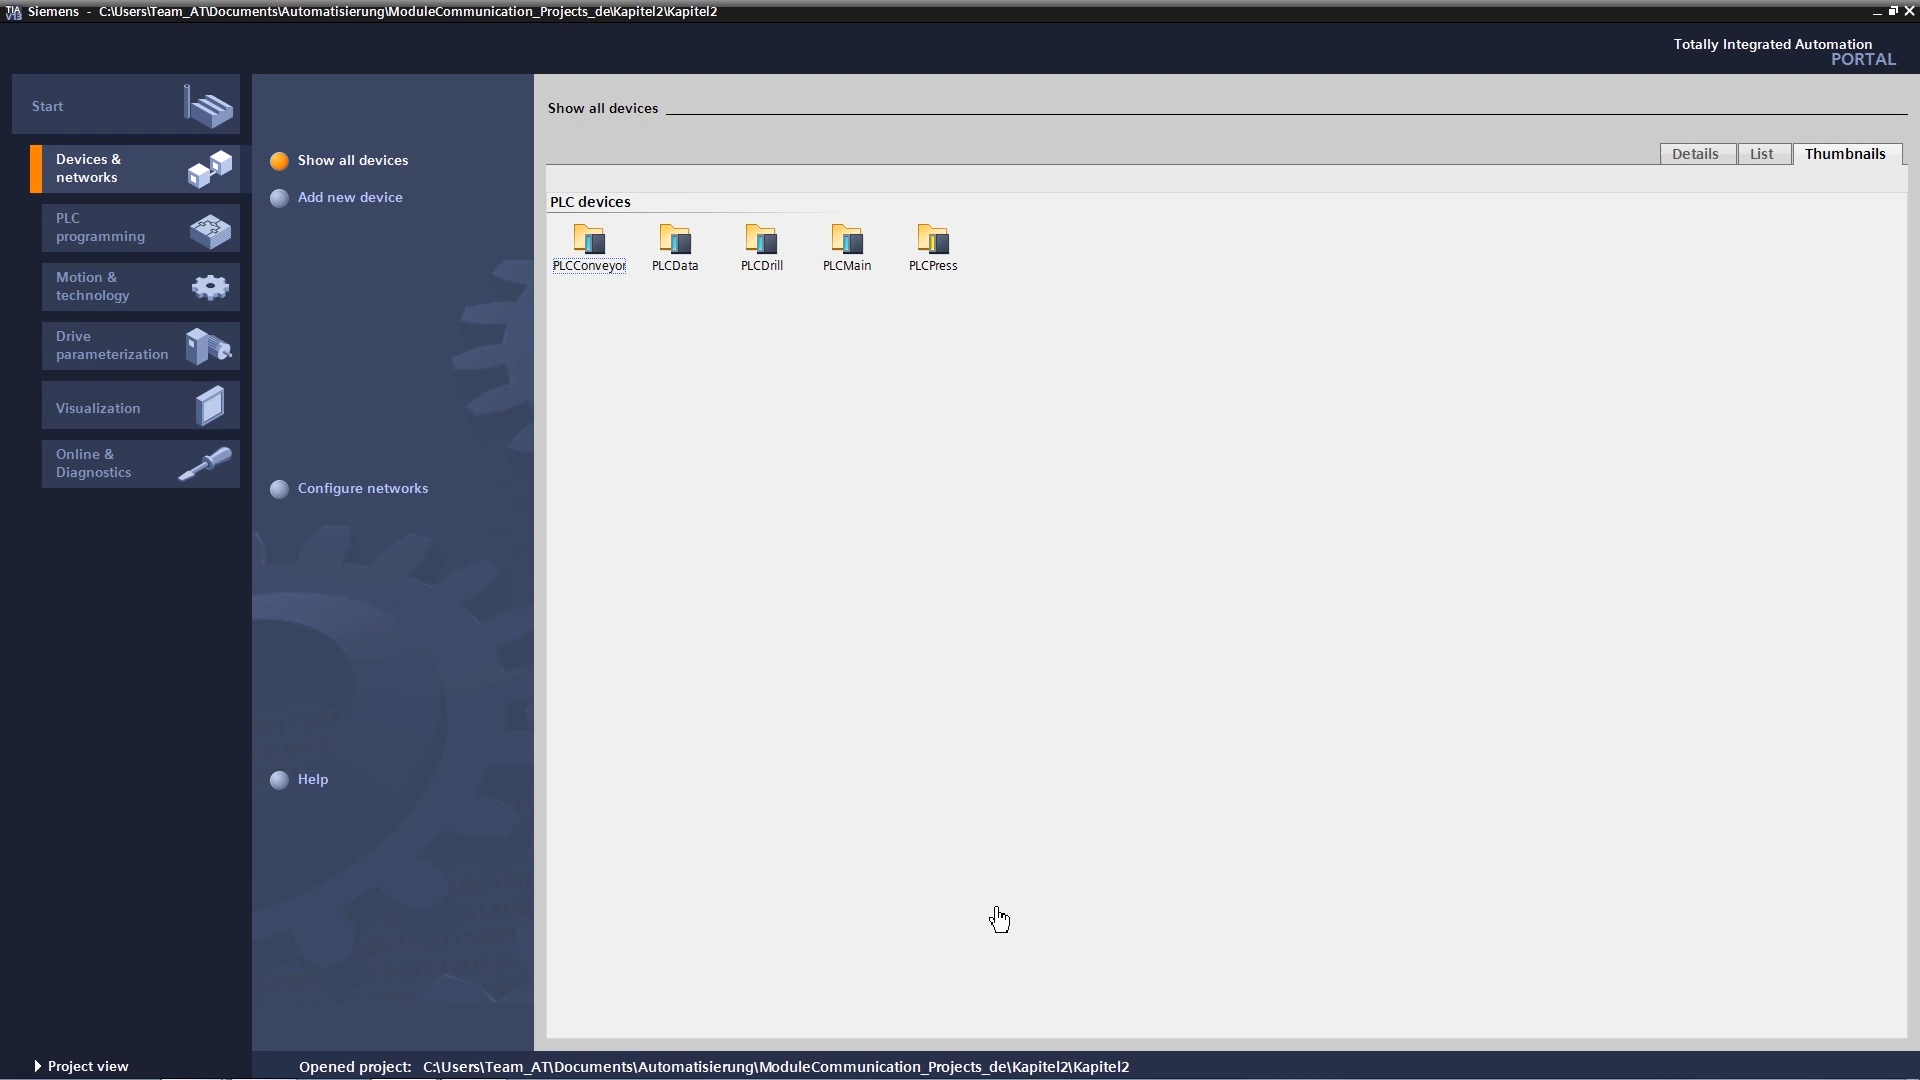 TIA
V13
Siemens - C:\Users\Team_AT\Documents\Automatisierung\ModuleCommunication_Projects_de\Kapitel2\Kapitel2
Totally Integrated Automation
PORTAL
Start
Devices &
networks
PLC
programming
Motion &
technology
Drive
parameterization
Visualization
Online &
Diagnostics
Show all devices
Add new device
Configure networks
Help
Show all devices
Details
List
Thumbnails
PLC devices
PLCConveyor
PLCData
PLCDrill
PLCMain
PLCPress
Project view
Opened project: C:\Users\Team_AT\Documents\Automatisierung\ModuleCommunication_Projects_de\Kapitel2\Kapitel2